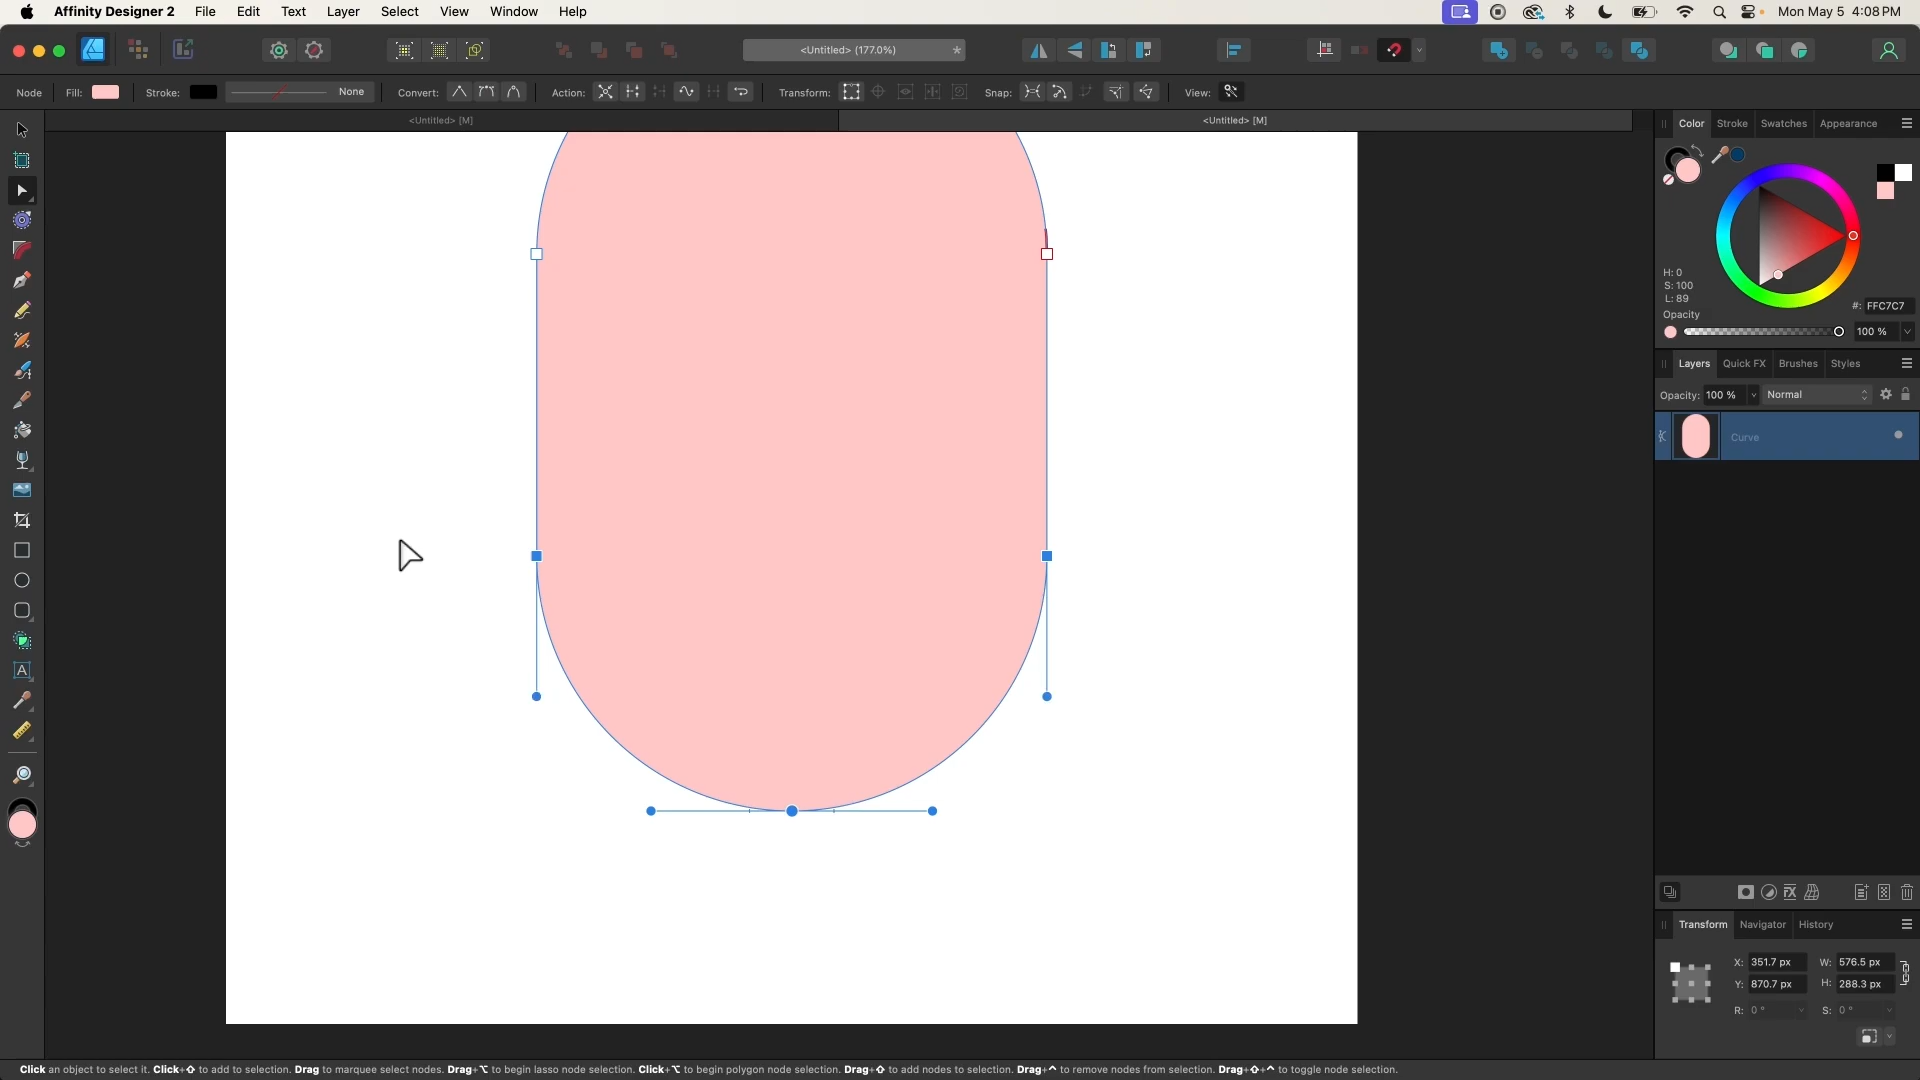 Affinity Designer 2 File Edit Text Layer Select View Window Help Mon May 5 4:08 PM
<Untitled> (177.0%) *
Node Fill: Stroke: None Convert: Action: Transform: Snap: View:
<Untitled> [M] <Untitled> [M]
Color Stroke Swatches Appearance
H: 0
S: 100
L: 89
#: FFC7C7
Opacity
100 %
Layers Quick FX Brushes Styles
Opacity: 100 % Normal
Curve
Transform Navigator History
X: 351.7 px W: 576.5 px
Y: 870.7 px H: 288.3 px
R: 0 ° S: 0 °
Click an object to select it. Click+⇧ to add to selection. Drag to marquee select nodes. Drag+⌥ to begin lasso node selection. Click+⌥ to begin polygon node selection. Drag+⇧ to add nodes to selection. Drag+^ to remove nodes from selection. Drag+⇧+^ to toggle node selection.